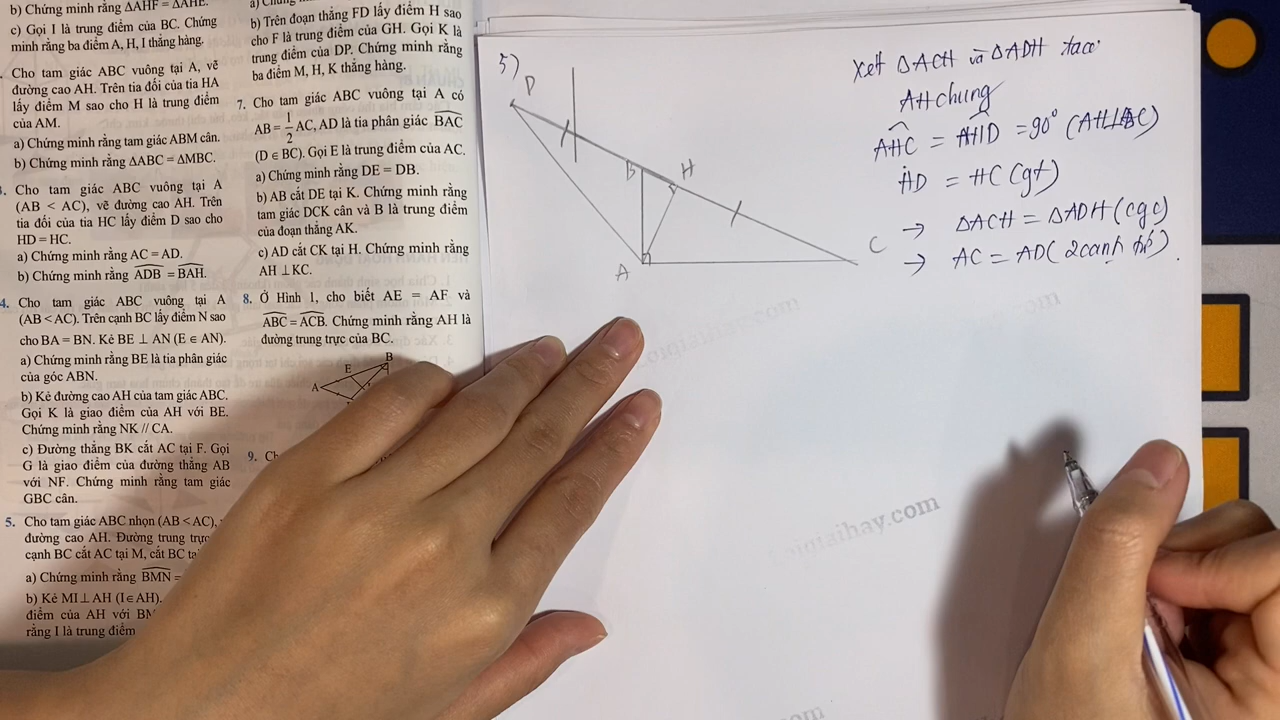 b) Chứng minh rằng ΔAHF = ΔAHE.
c) Gọi I là trung điểm của BC. Chứng
minh rằng ba điểm A, H, I thẳng hàng.
Cho tam giác ABC vuông tại A, vẽ
đường cao AH. Trên tia đối của tia HA
lấy điểm M sao cho H là trung điểm
của AM.
a) Chứng minh rằng tam giác ABM cân.
b) Chứng minh rằng ΔABC = ΔMBC.
Cho tam giác ABC vuông tại A
(AB < AC), vẽ đường cao AH. Trên
tia đối của tia HC lấy điểm D sao cho
HD = HC.
a) Chứng minh rằng AC = AD.
b) Chứng minh rằng ADB = BAH.
4. Cho tam giác ABC vuông tại A
(AB < AC). Trên cạnh BC lấy điểm N sao
cho BA = BN. Kẻ BE ⊥ AN (E ∈ AN).
a) Chứng minh rằng BE là tia phân giác
của góc ABN.
b) Kẻ đường cao AH của tam giác ABC.
Gọi K là giao điểm của AH với BE.
Chứng minh rằng NK // CA.
c) Đường thẳng BK cắt AC tại F. Gọi
G là giao điểm của đường thẳng AB
với NF. Chứng minh rằng tam giác
GBC cân.
5. Cho tam giác ABC nhọn (AB < AC),
đường cao AH. Đường trung trực
cạnh BC cắt AC tại M, cắt BC tại
a) Chứng minh rằng BMN =
b) Kẻ MI ⊥ AH (I ∈ AH).
điểm của AH với BM
rằng I là trung điểm
b) Trên đoạn thẳng FD lấy điểm H sao
cho F là trung điểm của GH. Gọi K là
trung điểm của DP. Chứng minh rằng
ba điểm M, H, K thẳng hàng.
7. Cho tam giác ABC vuông tại A có
AB = 1/2 AC, AD là tia phân giác BAC
(D ∈ BC). Gọi E là trung điểm của AC.
a) Chứng minh rằng DE = DB.
b) AB cắt DE tại K. Chứng minh rằng
tam giác DCK cân và B là trung điểm
của đoạn thẳng AK.
c) AD cắt CK tại H. Chứng minh rằng
AH ⊥ KC.
8. Ở Hình 1, cho biết AE = AF và
ABC = ACB. Chứng minh rằng AH là
đường trung trực của BC.
B
E
A
9. Ch
5)
D
B
H
A
C
Xét ΔACH và ΔADH ta có
AH chung
AHC = AHD = 90° (AH⊥BC)
HD = HC (gt)
→ ΔACH = ΔADH (cgc)
→ AC = AD (2 cạnh t/ư).
loigiaihay.com